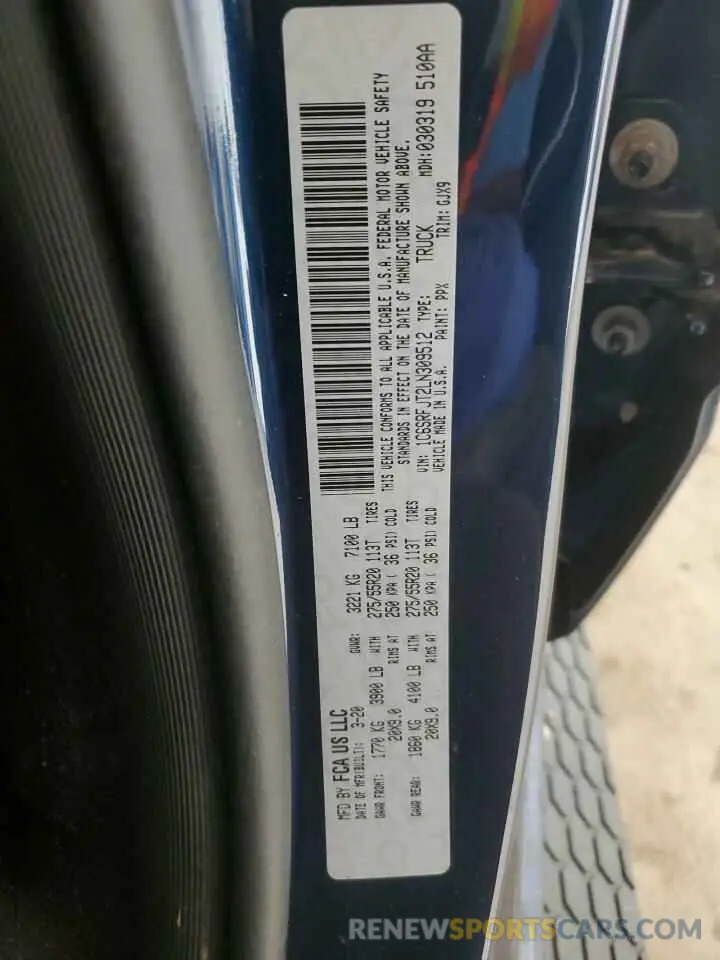 MFD BY FCA US LLC
DATE OF MFR(BUILT): 3-20 GVWR: 3221 KG 7100 LB
GAWR FRONT: 1770 KG 3900 LB WITH 275/55R20 113T TIRES
20X9.0 RIMS AT 250 KPA ( 36 PSI) COLD
GAWR REAR: 1860 KG 4100 LB WITH 275/55R20 113T TIRES
20X9.0 RIMS AT 250 KPA ( 36 PSI) COLD
THIS VEHICLE CONFORMS TO ALL APPLICABLE U.S.A. FEDERAL MOTOR VEHICLE SAFETY
STANDARDS IN EFFECT ON THE DATE OF MANUFACTURE SHOWN ABOVE.
VIN: 1C6SRFJT2LN309512 TYPE: TRUCK MDH:030319 510AA
VEHICLE MADE IN U.S.A. PAINT: PPX TRIM: GJX9
RENEWSPORTSCARS.COM